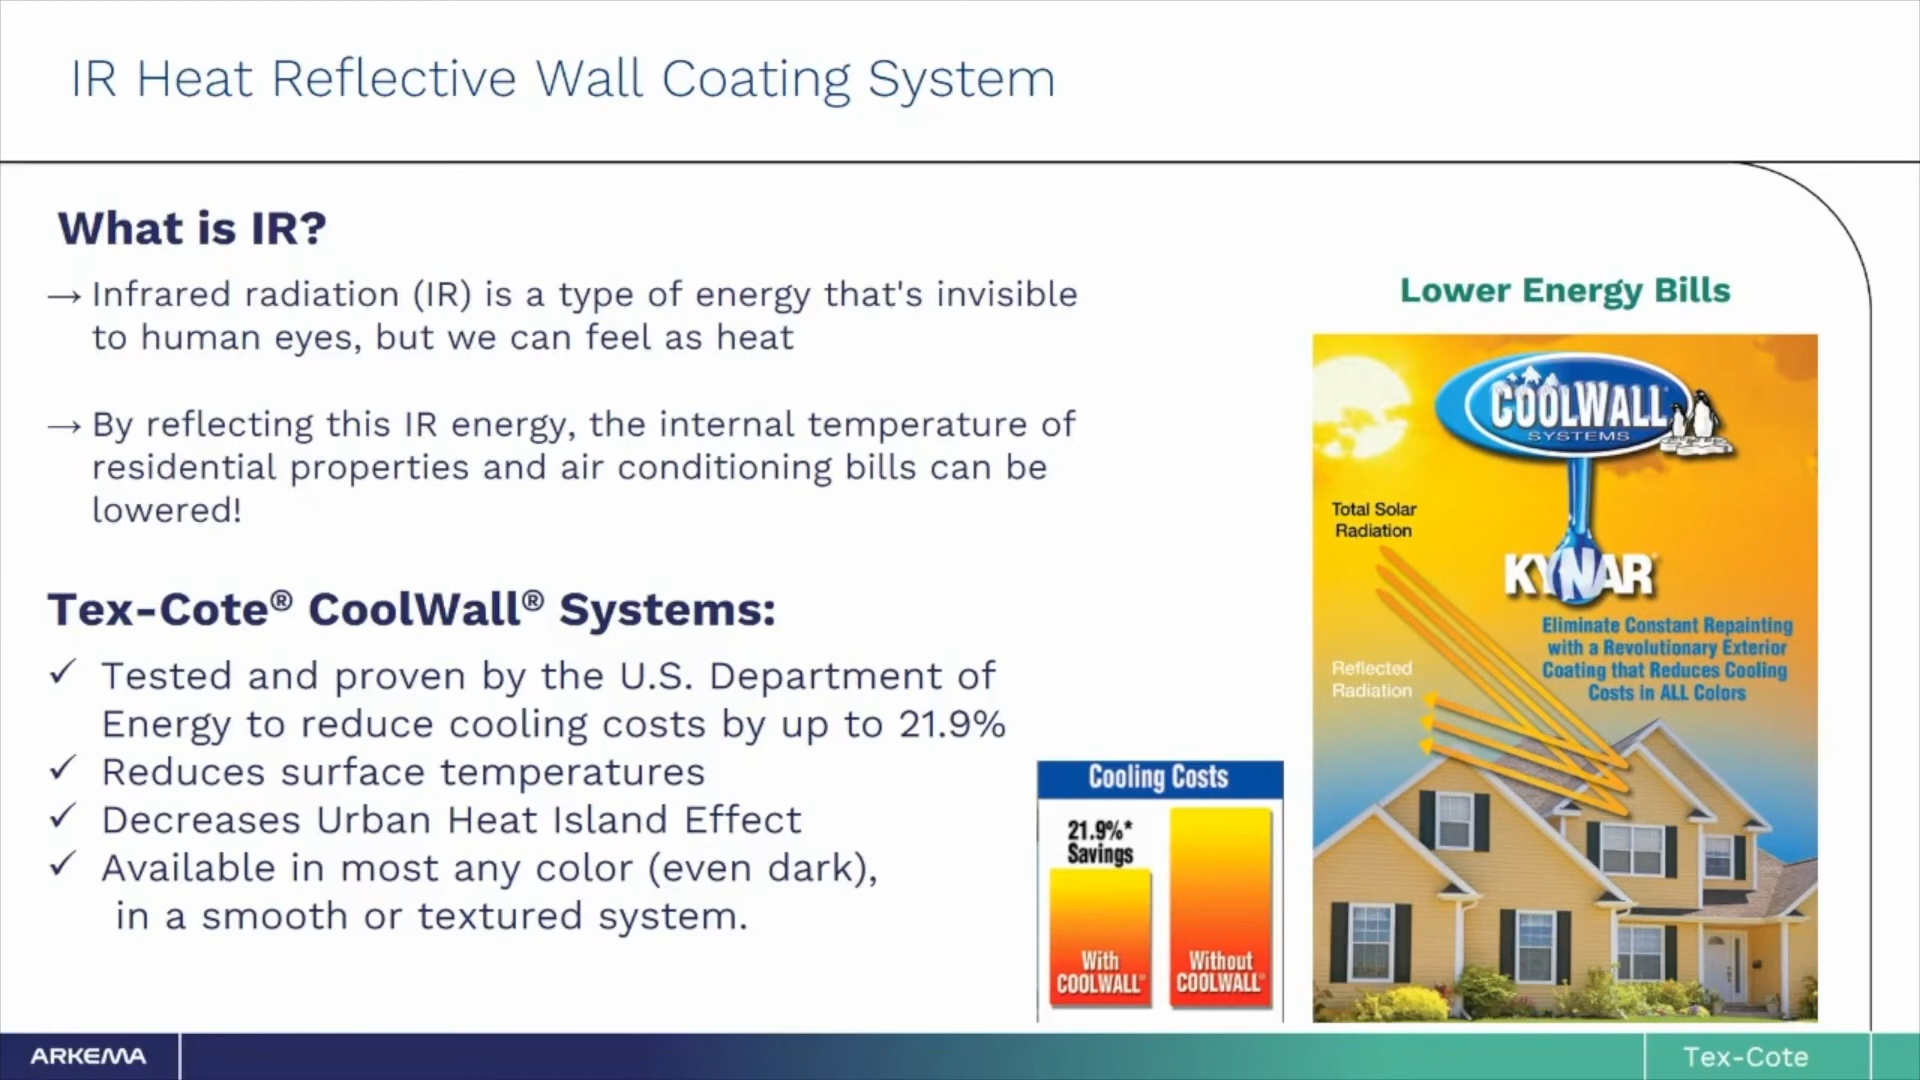 IR Heat Reflective Wall Coating System
What is IR?
→ Infrared radiation (IR) is a type of energy that's invisible
to human eyes, but we can feel as heat
→ By reflecting this IR energy, the internal temperature of
residential properties and air conditioning bills can be
lowered!
Tex-Cote® CoolWall® Systems:
✓ Tested and proven by the U.S. Department of
Energy to reduce cooling costs by up to 21.9%
✓ Reduces surface temperatures
✓ Decreases Urban Heat Island Effect
✓ Available in most any color (even dark),
in a smooth or textured system.
Cooling Costs
21.9%*
Savings
With
COOLWALL®
Without
COOLWALL®
Lower Energy Bills
COOLWALL®
SYSTEMS
Total Solar
Radiation
KYNAR®
Eliminate Constant Repainting
with a Revolutionary Exterior
Coating that Reduces Cooling
Costs in ALL Colors
Reflected
Radiation
ARKEMA
Tex-Cote